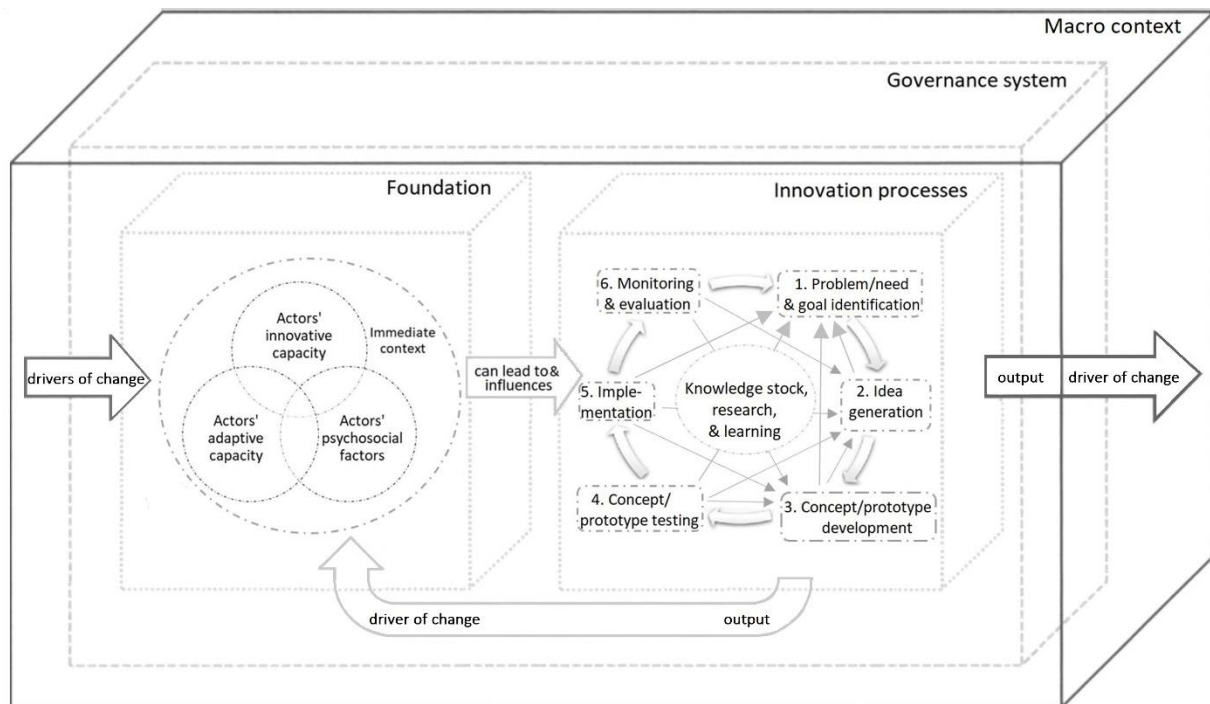 Macro context
Governance system
Foundation
Innovation processes
drivers of change
Actors'
innovative
capacity
Immediate
context
Actors'
adaptive
capacity
Actors'
psychosocial
factors
can lead to &
influences
6. Monitoring
& evaluation
1. Problem/need
& goal identification
5. Imple-
mentation
Knowledge stock,
research,
& learning
2. Idea
generation
4. Concept/
prototype testing
3. Concept/prototype
development
output
driver of change
driver of change
output